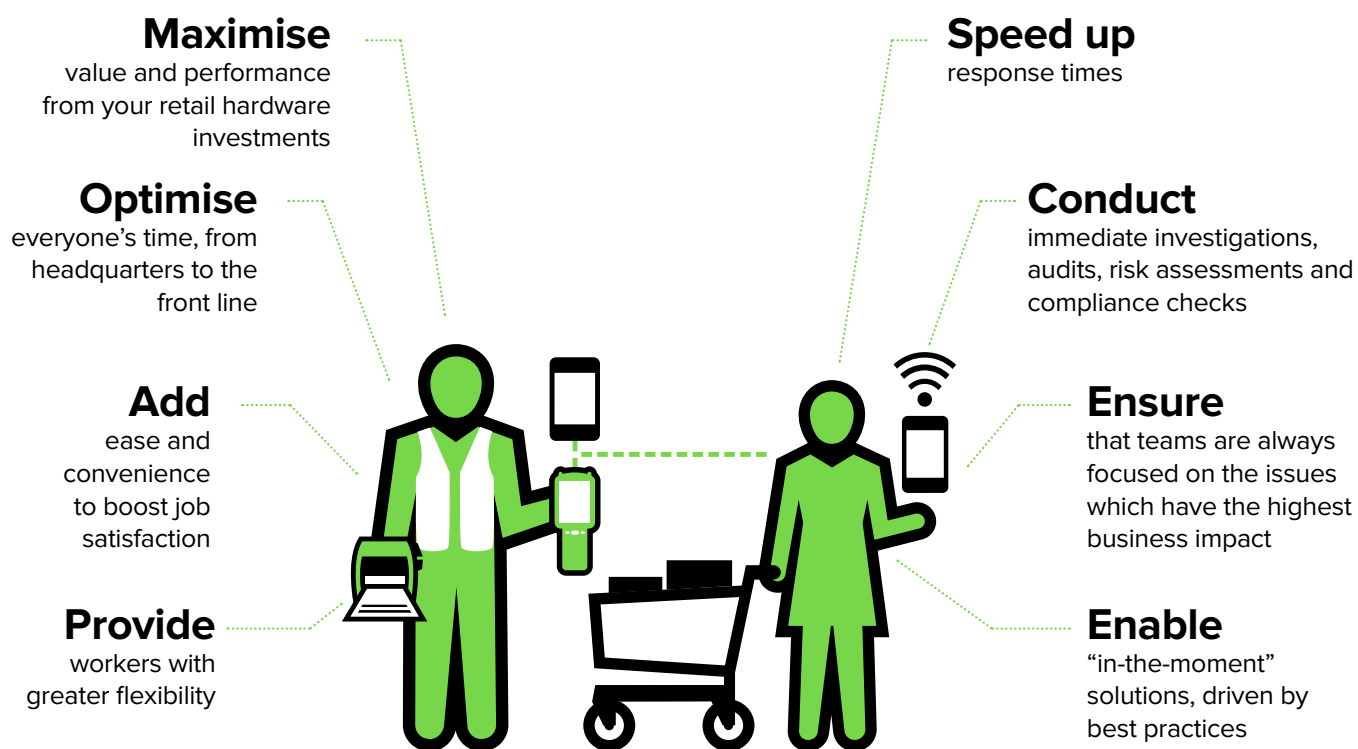 Maximise
value and performance
from your retail hardware
investments
Optimise
everyone’s time, from
headquarters to the
front line
Add
ease and
convenience
to boost job
satisfaction
Provide
workers with
greater flexibility
Speed up
response times
Conduct
immediate investigations,
audits, risk assessments and
compliance checks
Ensure
that teams are always
focused on the issues
which have the highest
business impact
Enable
“in-the-moment”
solutions, driven by
best practices